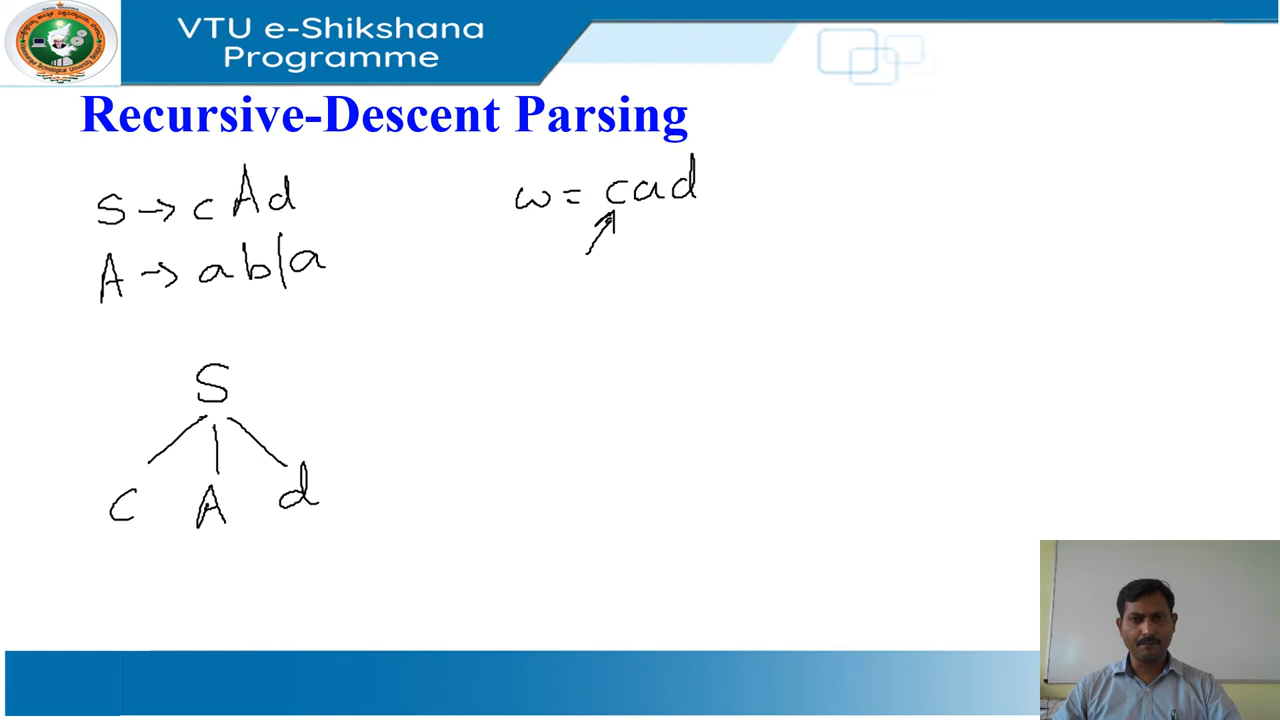 VTU e-Shikshana
Programme
Recursive-Descent Parsing
S → cAd
A → ab|a
w = cad
S
c A d